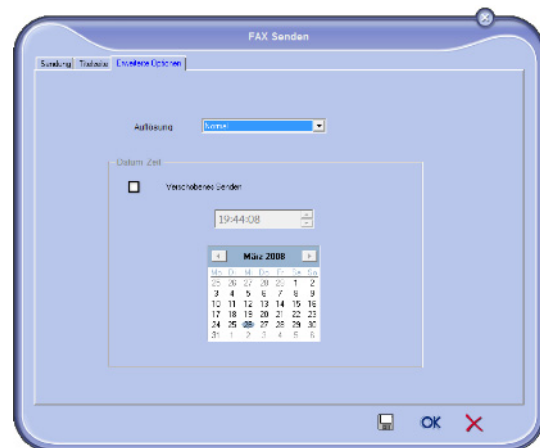 FAX Senden
Sendung Titelseite Erweiterte Optionen
Auflösung Normal
Datum Zeit
Verschobenes Senden
19:44:08
März 2008
Mo Di Mi Do Fr Sa So
25 26 27 28 29 1 2
3 4 5 6 7 8 9
10 11 12 13 14 15 16
17 18 19 20 21 22 23
24 25 26 27 28 29 30
31 1 2 3 4 5 6
OK